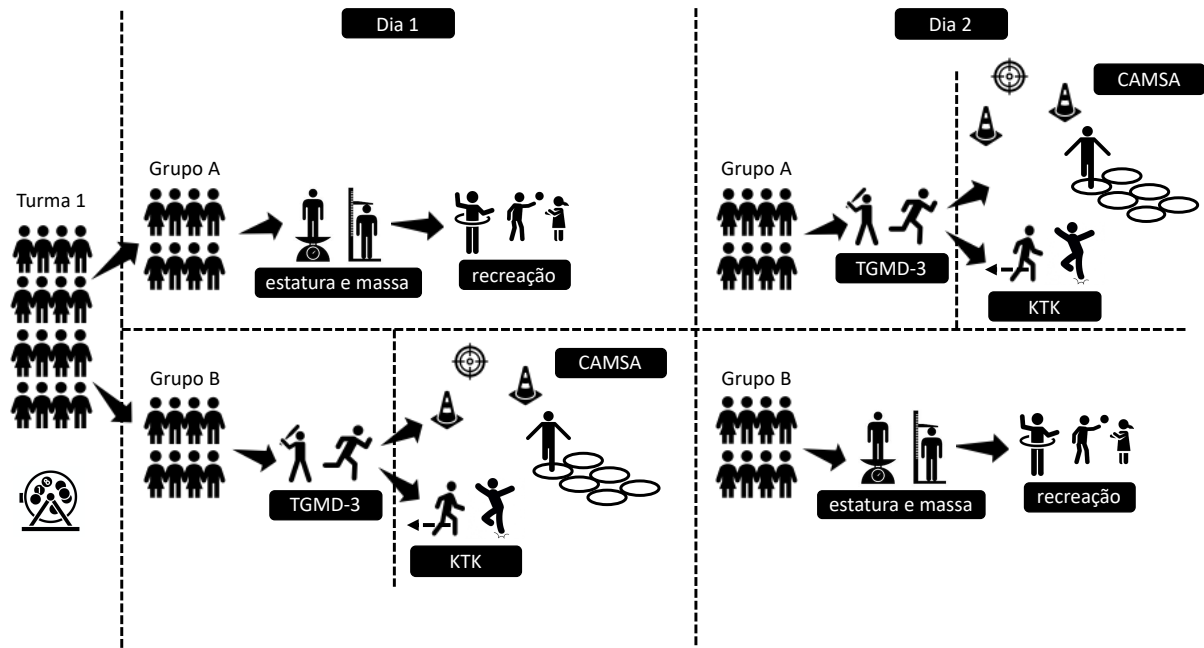 Dia 1
Dia 2
CAMSA
Grupo A
Grupo A
Turma 1
TGMD-3
estatura e massa
recreação
KTK
Grupo B
CAMSA
Grupo B
TGMD-3
KTK
estatura e massa
recreação